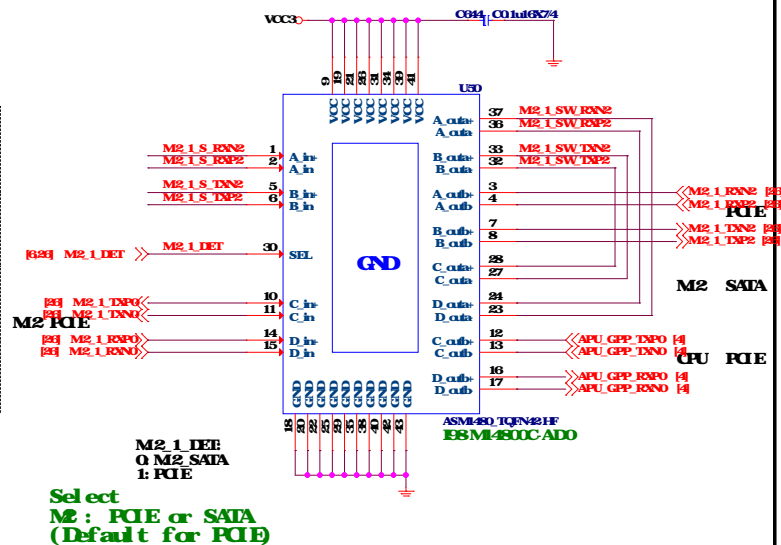 VCC3
C644 C0.1u16X7/4
9 19 21 26 31 34 39 41
VCC VCC VCC VCC VCC VCC VCC VCC
U50
A_outa+ 37 M2_1_SW_RXN2
A_outa- 36 M2_1_SW_RXP2
M2_1_S_RXN2 1 A_in+
M2_1_S_RXP2 2 A_in-
B_outa+ 33 M2_1_SW_TXN2
B_outa- 32 M2_1_SW_TXP2
M2_1_S_TXN2 5 B_in+
M2_1_S_TXP2 6 B_in-
A_outb+ 3 M2_1_RXN2 [26]
A_outb- 4 M2_1_RXP2 [26]
PCIE
B_outb+ 7 M2_1_TXN2 [26]
B_outb- 8 M2_1_TXP2 [26]
[6,26] M2_1_DET M2_1_DET 30 SEL
GND
C_outa+ 28
C_outa- 27
M2 SATA
[26] M2_1_TXP0 10 C_in+
[26] M2_1_TXN0 11 C_in-
D_outa+ 24
D_outa- 23
M2 PCIE
[26] M2_1_RXP0 14 D_in+
[26] M2_1_RXN0 15 D_in-
C_outb+ 12 APU_GPP_TXP0 [4]
C_outb- 13 APU_GPP_TXN0 [4]
CPU PCIE
D_outb+ 16 APU_GPP_RXP0 [4]
D_outb- 17 APU_GPP_RXN0 [4]
GND GND GND GND GND GND GND GND GND GND
18 20 22 25 29 35 38 40 42 43
ASM1480_TQFN42-HF
I98-M14800C-AD0
M2_1_DET:
0: M2_SATA
1: PCIE
Select
M2 : PCIE or SATA
(Default for PCIE)